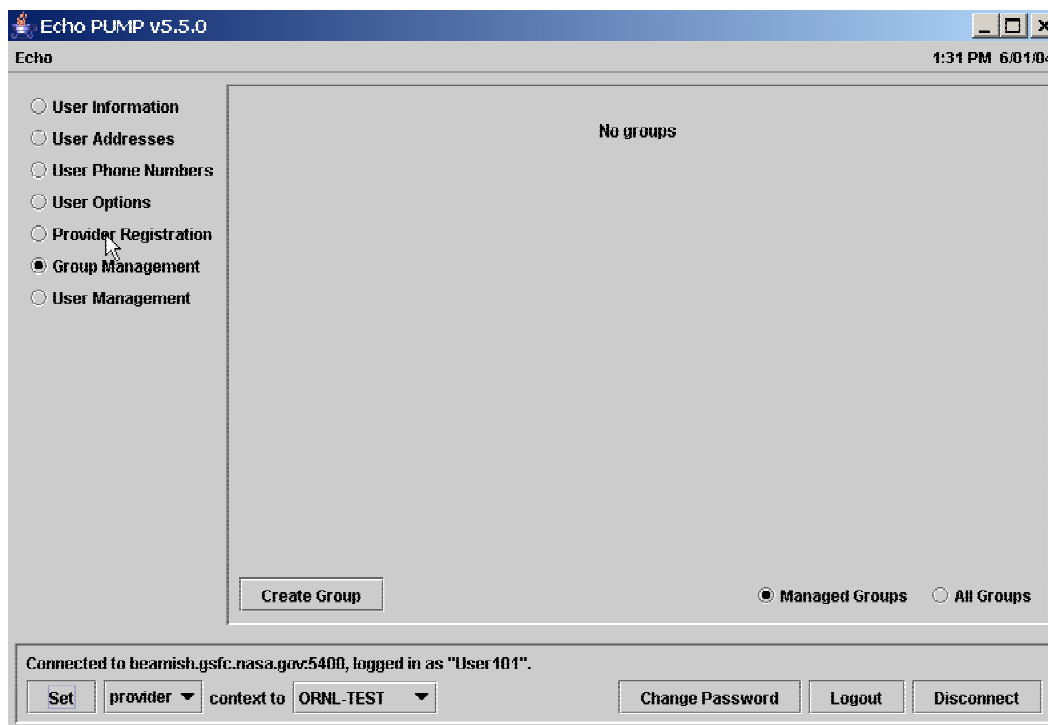 Echo PUMP v5.5.0
Echo 1:31 PM 6/01/04
User Information
User Addresses
User Phone Numbers
User Options
Provider Registration
Group Management
User Management
No groups
Create Group
Managed Groups
All Groups
Connected to beamish.gsfc.nasa.gov:5400, logged in as "User101".
Set provider context to ORNL-TEST Change Password Logout Disconnect